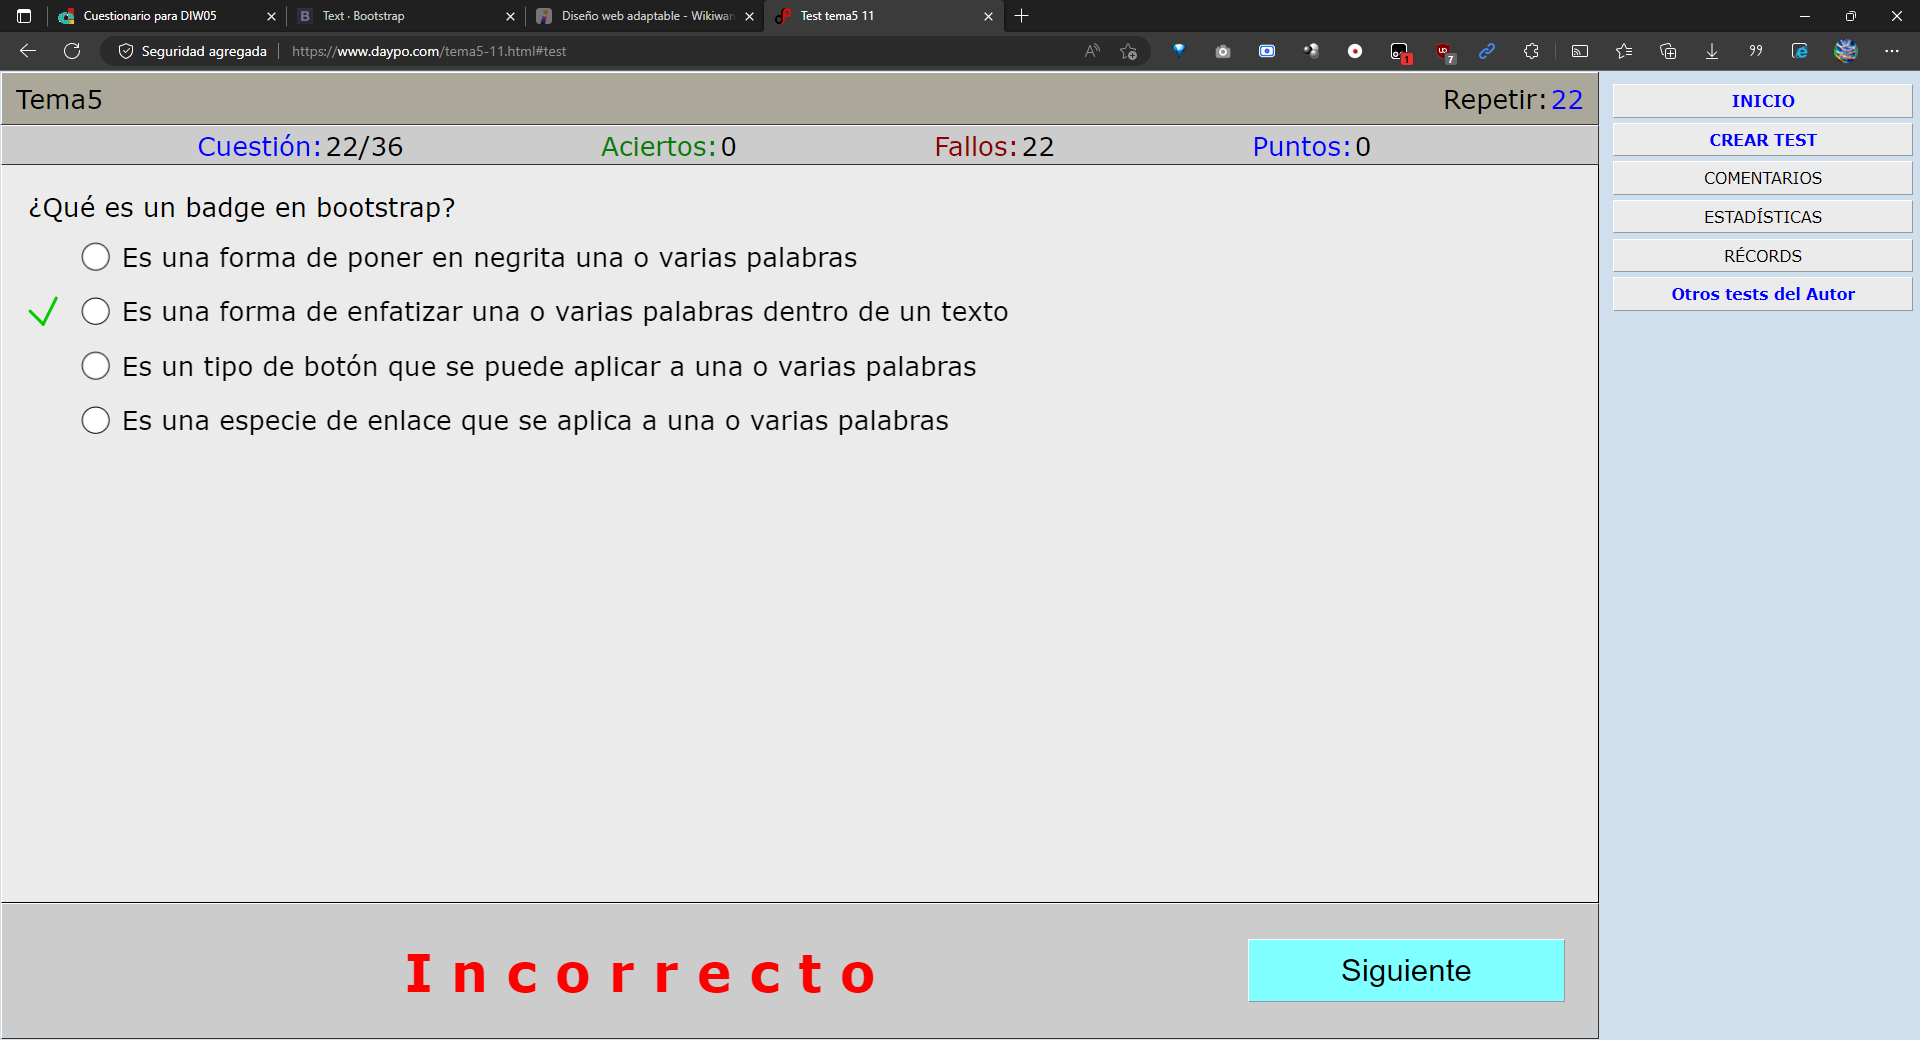 Cuestionario para DIW05
Text · Bootstrap
Diseño web adaptable - Wikiwan
Test tema5 11
Seguridad agregada
https://www.daypo.com/tema5-11.html#test
1
7
Tema5
Repetir:22
Cuestión:22/36
Aciertos:0
Fallos:22
Puntos:0
¿Qué es un badge en bootstrap?
Es una forma de poner en negrita una o varias palabras
Es una forma de enfatizar una o varias palabras dentro de un texto
Es un tipo de botón que se puede aplicar a una o varias palabras
Es una especie de enlace que se aplica a una o varias palabras
Incorrecto
Siguiente
INICIO
CREAR TEST
COMENTARIOS
ESTADÍSTICAS
RÉCORDS
Otros tests del Autor